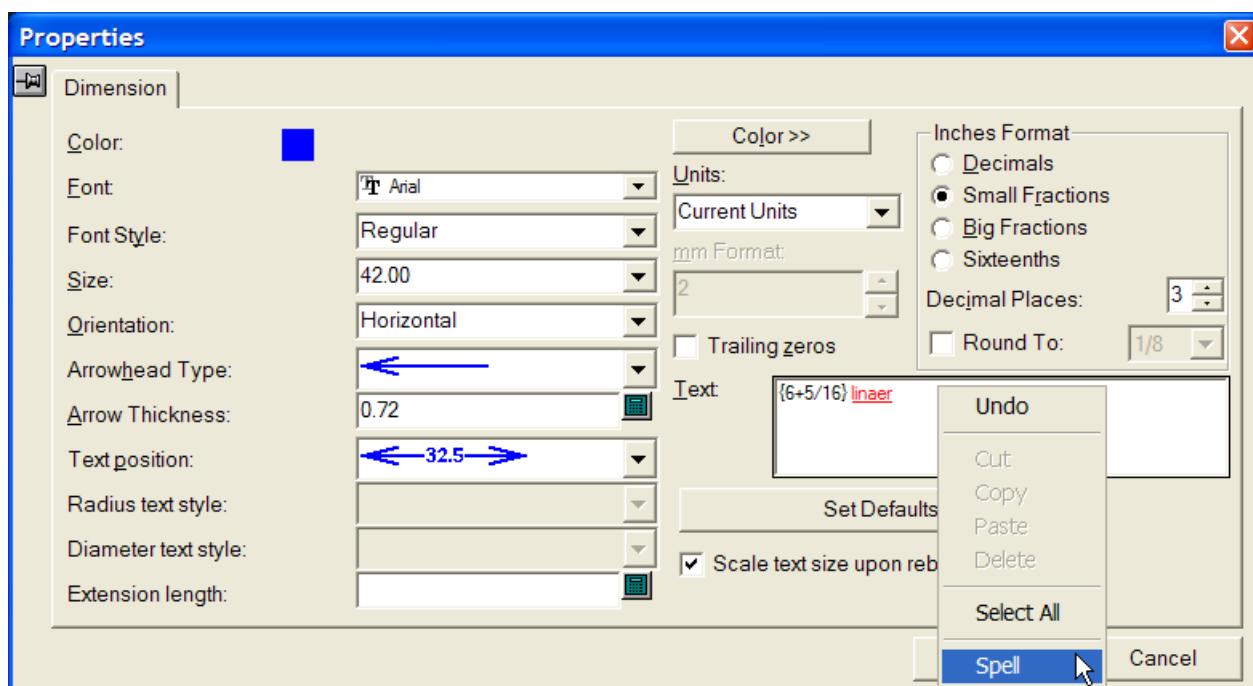 Properties
Dimension
Color:
Font:
Arial
Font Style:
Regular
Size:
42.00
Orientation:
Horizontal
Arrowhead Type:
Arrow Thickness:
0.72
Text position:
32.5
Radius text style:
Diameter text style:
Extension length:
Color >>
Units:
Current Units
mm Format:
2
Trailing zeros
Inches Format
Decimals
Small Fractions
Big Fractions
Sixteenths
Decimal Places:
3
Round To:
1/8
Text:
{6+5/16} linaer
Set Defaults
Scale text size upon reb
Undo
Cut
Copy
Paste
Delete
Select All
Spell
Cancel